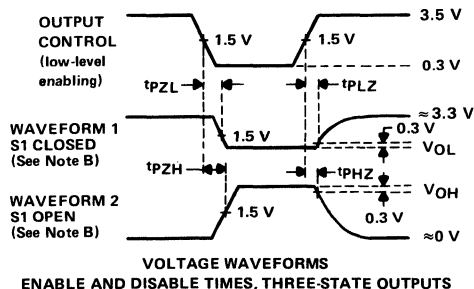 OUTPUT
CONTROL
(low-level
enabling)
3.5 V
1.5 V
1.5 V
0.3 V
tPZL
tPLZ
WAVEFORM 1
S1 CLOSED
(See Note B)
1.5 V
≈3.3 V
0.3 V
VOL
tPZH
tPHZ
WAVEFORM 2
S1 OPEN
(See Note B)
1.5 V
VOH
0.3 V
≈0 V
VOLTAGE WAVEFORMS
ENABLE AND DISABLE TIMES, THREE-STATE OUTPUTS